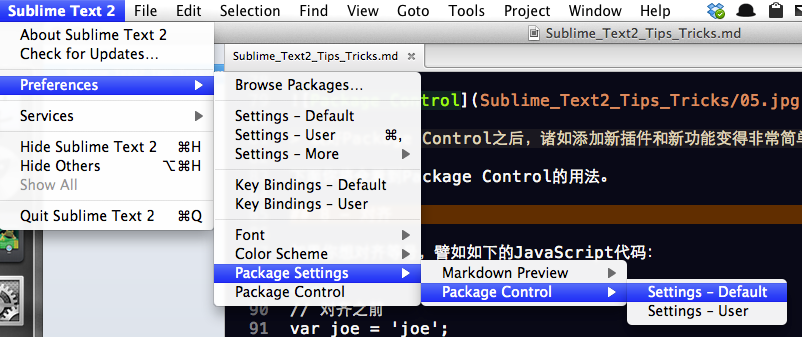 Sublime Text 2 File Edit Selection Find View Goto Tools Project Window Help
About Sublime Text 2
Check for Updates...
Preferences
Services
Hide Sublime Text 2 ⌘H
Hide Others ⌥⌘H
Show All
Quit Sublime Text 2 ⌘Q
Sublime_Text2_Tips_Tricks.md
Sublime_Text2_Tips_Tricks.md
Browse Packages...
Settings – Default
Settings – User ⌘,
Settings – More
Key Bindings – Default
Key Bindings – User
Font
Color Scheme
Package Settings
Package Control
Markdown Preview
Package Control
Settings – Default
Settings – User
](Sublime_Text2_Tips_Tricks/05.jpg
Control之后，诸如添加新插件和新功能变得非常简单
Package Control的用法。
，譬如如下的JavaScript代码：
90 // 对齐之前
91 var joe = 'joe';